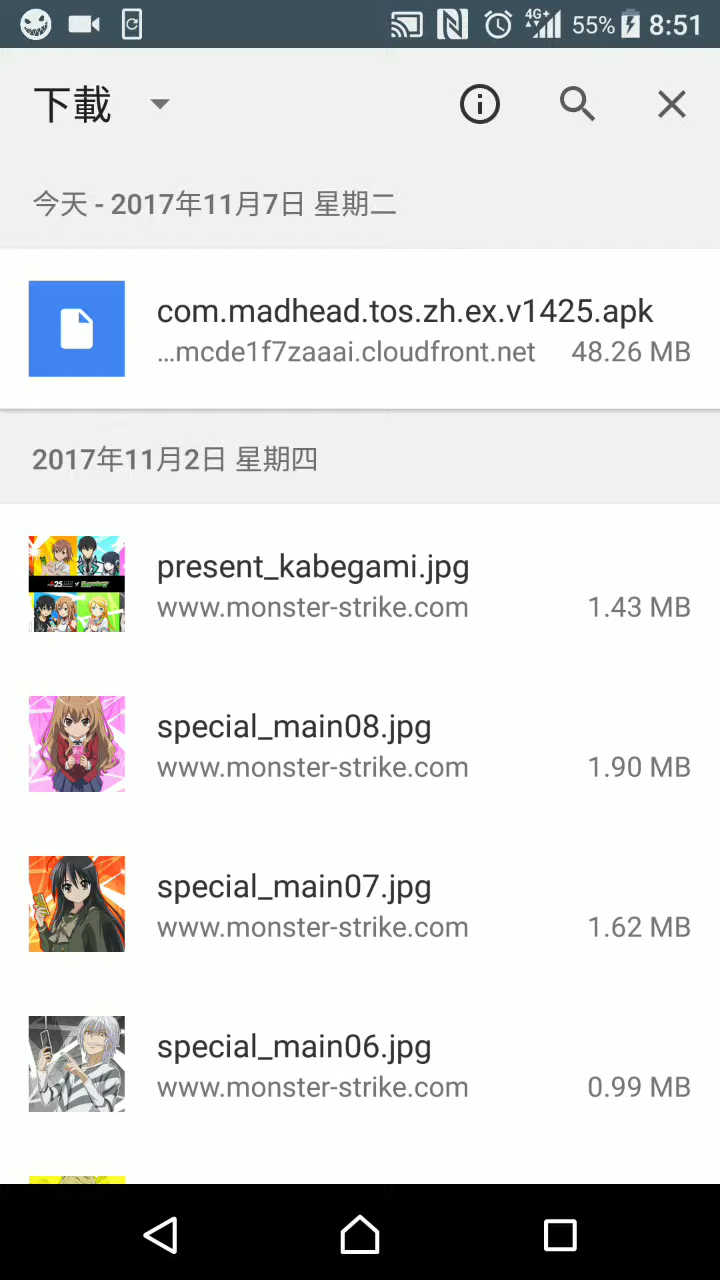 4G+ 55% 8:51
下載
今天 - 2017年11月7日 星期二
com.madhead.tos.zh.ex.v1425.apk
...mcde1f7zaaai.cloudfront.net 48.26 MB
2017年11月2日 星期四
present_kabegami.jpg
www.monster-strike.com 1.43 MB
special_main08.jpg
www.monster-strike.com 1.90 MB
special_main07.jpg
www.monster-strike.com 1.62 MB
special_main06.jpg
www.monster-strike.com 0.99 MB